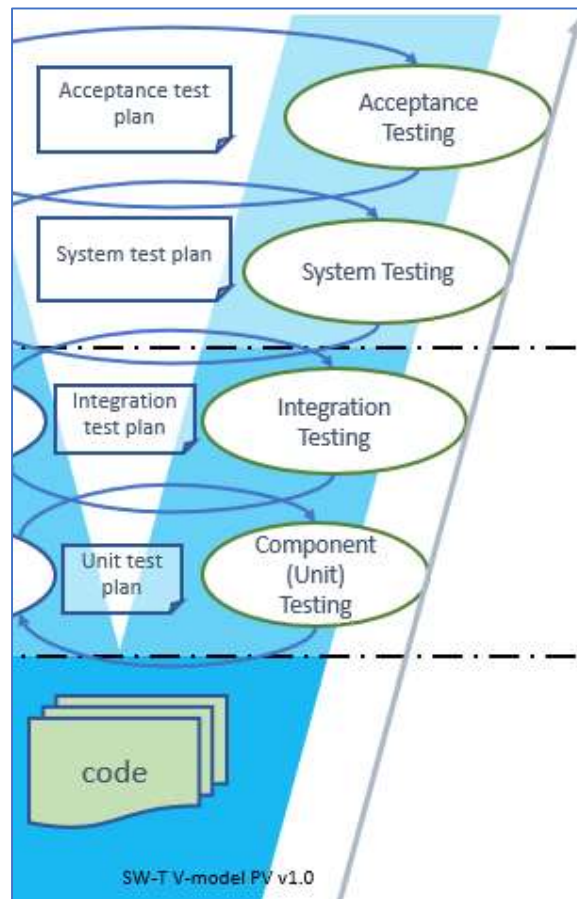 Acceptance test
plan
Acceptance
Testing
System test plan
System Testing
Integration
test plan
Integration
Testing
Unit test
plan
Component
(Unit)
Testing
code
SW-T V-model PV v1.0